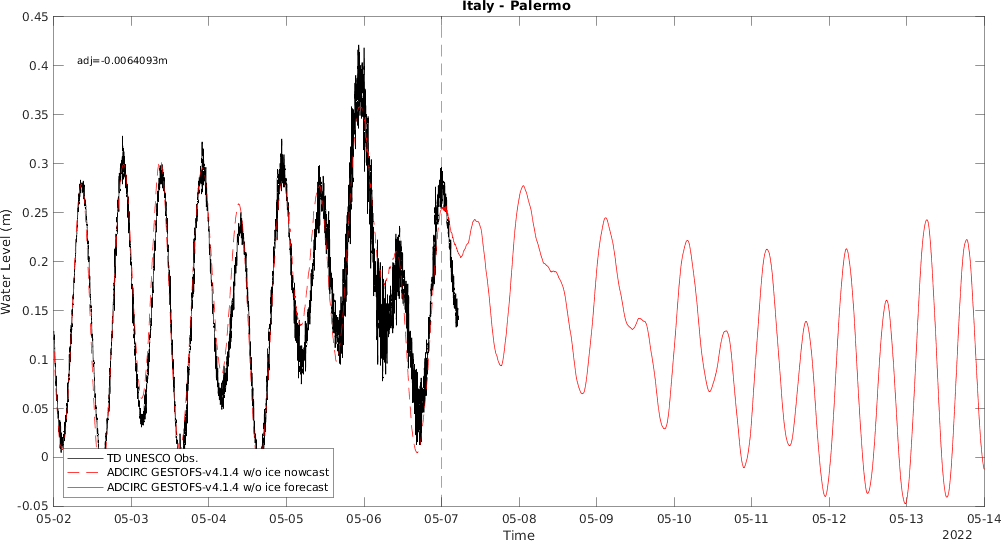 Italy - Palermo
0.45
0.4
0.35
0.3
0.25
0.2
0.15
0.1
0.05
0
-0.05
Water Level (m)
adj=-0.0064093m
TD UNESCO Obs.
ADCIRC GESTOFS-v4.1.4 w/o ice nowcast
ADCIRC GESTOFS-v4.1.4 w/o ice forecast
05-02 05-03 05-04 05-05 05-06 05-07 05-08 05-09 05-10 05-11 05-12 05-13 05-14
Time
2022